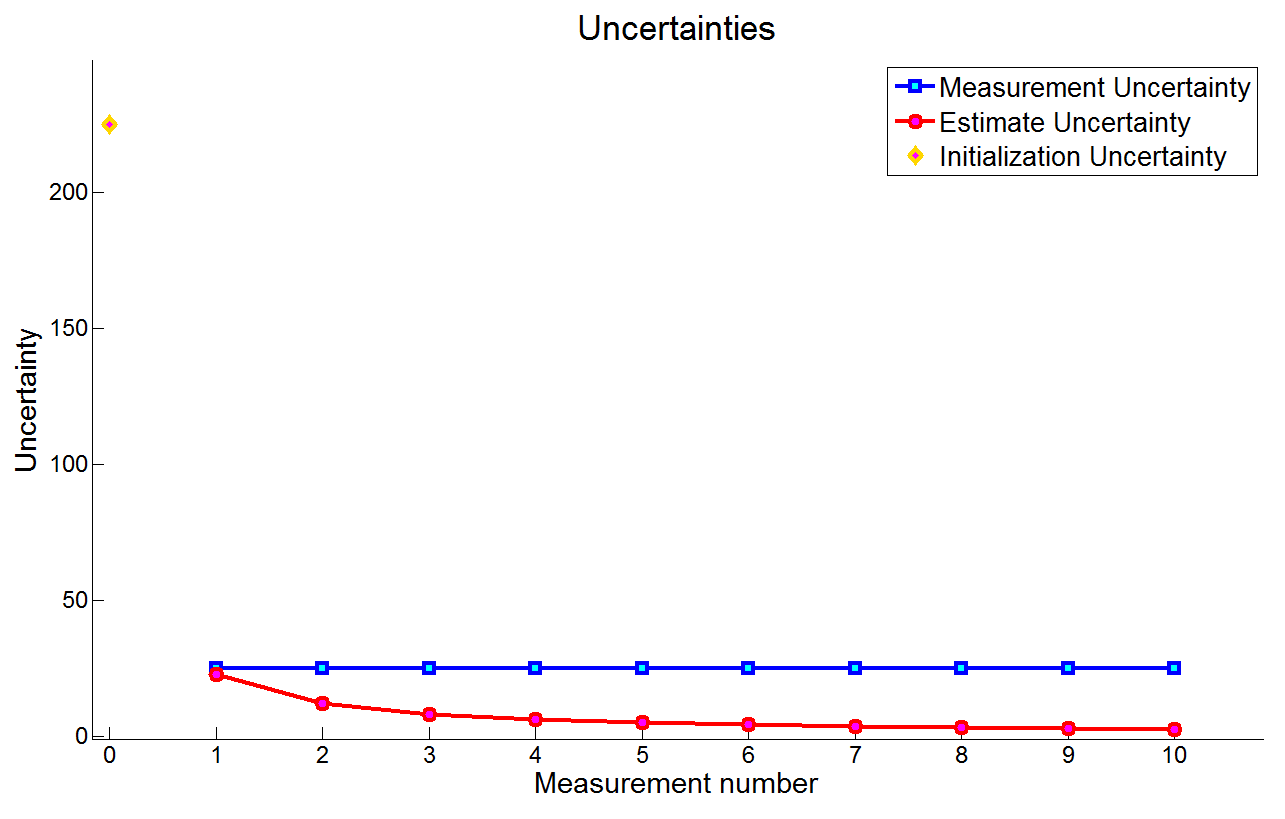 Uncertainties
Measurement Uncertainty
Estimate Uncertainty
Initialization Uncertainty
Uncertainty
200
150
100
50
0
0 1 2 3 4 5 6 7 8 9 10
Measurement number